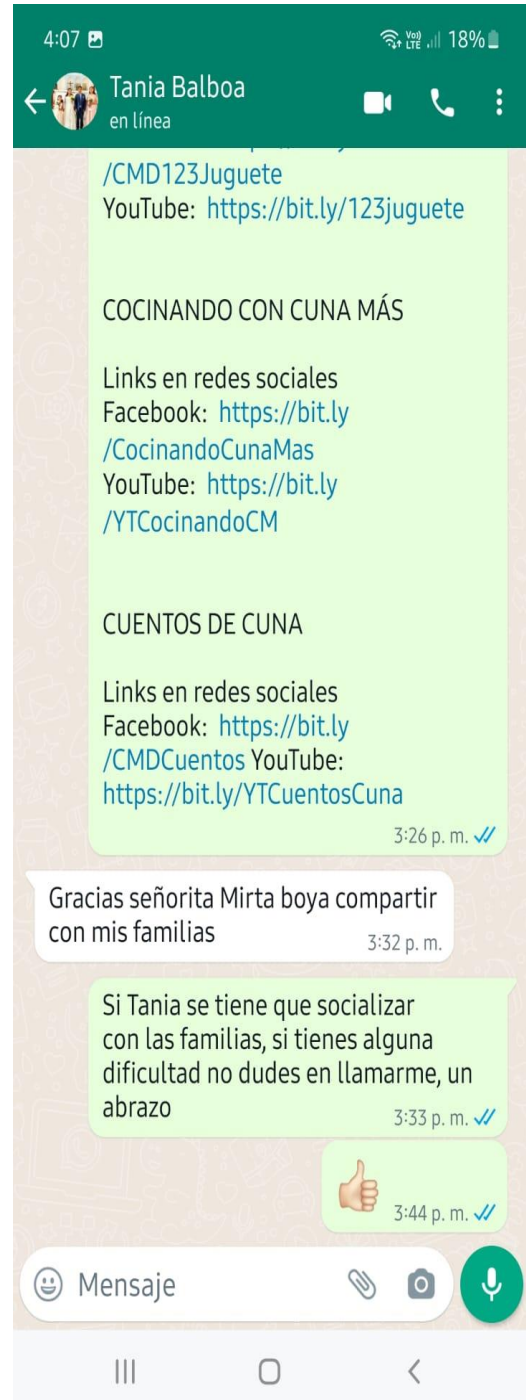 4:07
Vo)) LTE 18%
Tania Balboa
en línea
/CMD123Juguete
YouTube: https://bit.ly/123juguete
COCINANDO CON CUNA MÁS
Links en redes sociales
Facebook: https://bit.ly
/CocinandoCunaMas
YouTube: https://bit.ly
/YTCocinandoCM
CUENTOS DE CUNA
Links en redes sociales
Facebook: https://bit.ly
/CMDCuentos YouTube:
https://bit.ly/YTCuentosCuna
3:26 p. m.
Gracias señorita Mirta boya compartir
con mis familias
3:32 p. m.
Si Tania se tiene que socializar
con las familias, si tienes alguna
dificultad no dudes en llamarme, un
abrazo
3:33 p. m.
3:44 p. m.
Mensaje